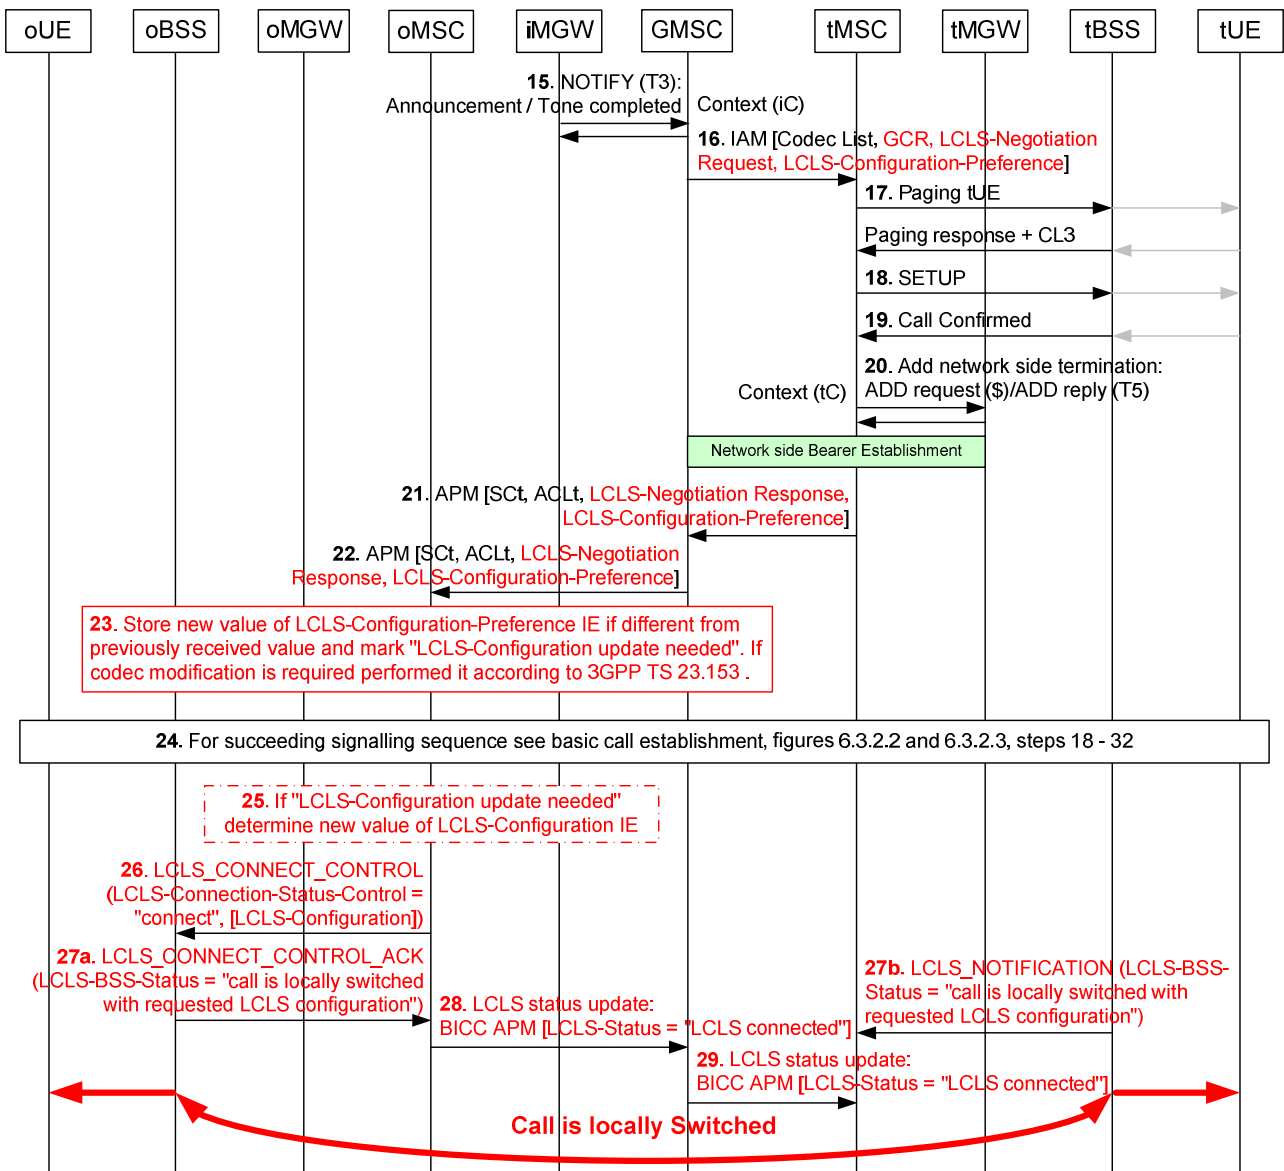 oUE oBSS oMGW oMSC iMGW GMSC tMSC tMGW tBSS tUE
15. NOTIFY (T3):
Announcement / Tone completed
Context (iC)
16. IAM [Codec List, GCR, LCLS-Negotiation
Request, LCLS-Configuration-Preference]
17. Paging tUE
Paging response + CL3
18. SETUP
19. Call Confirmed
20. Add network side termination:
ADD request ($)/ADD reply (T5)
Context (tC)
Network side Bearer Establishment
21. APM [SCt, ACLt, LCLS-Negotiation Response,
LCLS-Configuration-Preference]
22. APM [SCt, ACLt, LCLS-Negotiation
Response, LCLS-Configuration-Preference]
23. Store new value of LCLS-Configuration-Preference IE if different from
previously received value and mark "LCLS-Configuration update needed". If
codec modification is required performed it according to 3GPP TS 23.153 .
24. For succeeding signalling sequence see basic call establishment, figures 6.3.2.2 and 6.3.2.3, steps 18 - 32
25. If "LCLS-Configuration update needed"
determine new value of LCLS-Configuration IE
26. LCLS_CONNECT_CONTROL
(LCLS-Connection-Status-Control =
"connect", [LCLS-Configuration])
27a. LCLS_CONNECT_CONTROL_ACK
(LCLS-BSS-Status = "call is locally switched
with requested LCLS configuration")
27b. LCLS_NOTIFICATION (LCLS-BSS-
Status = "call is locally switched with
requested LCLS configuration")
28. LCLS status update:
BICC APM [LCLS-Status = "LCLS connected"]
29. LCLS status update:
BICC APM [LCLS-Status = "LCLS connected"]
Call is locally Switched